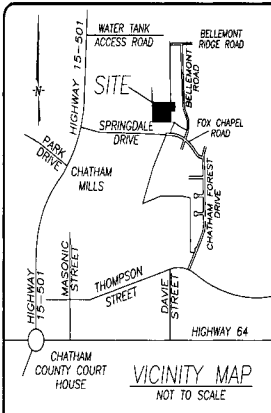 WATER TANK
ACCESS ROAD
BELLEMONT
RIDGE ROAD
HIGHWAY 15-501
BELLEMONT
ROAD
-N-
SITE
SPRINGDALE
DRIVE
FOX CHAPEL
ROAD
PARK
DRIVE
CHATHAM
MILLS
CHATHAM FOREST
DRIVE
MASONIC
STREET
THOMPSON
STREET
DAVIE
STREET
HIGHWAY
15-501
HIGHWAY 64
CHATHAM
COUNTY COURT
HOUSE
VICINITY MAP
NOT TO SCALE